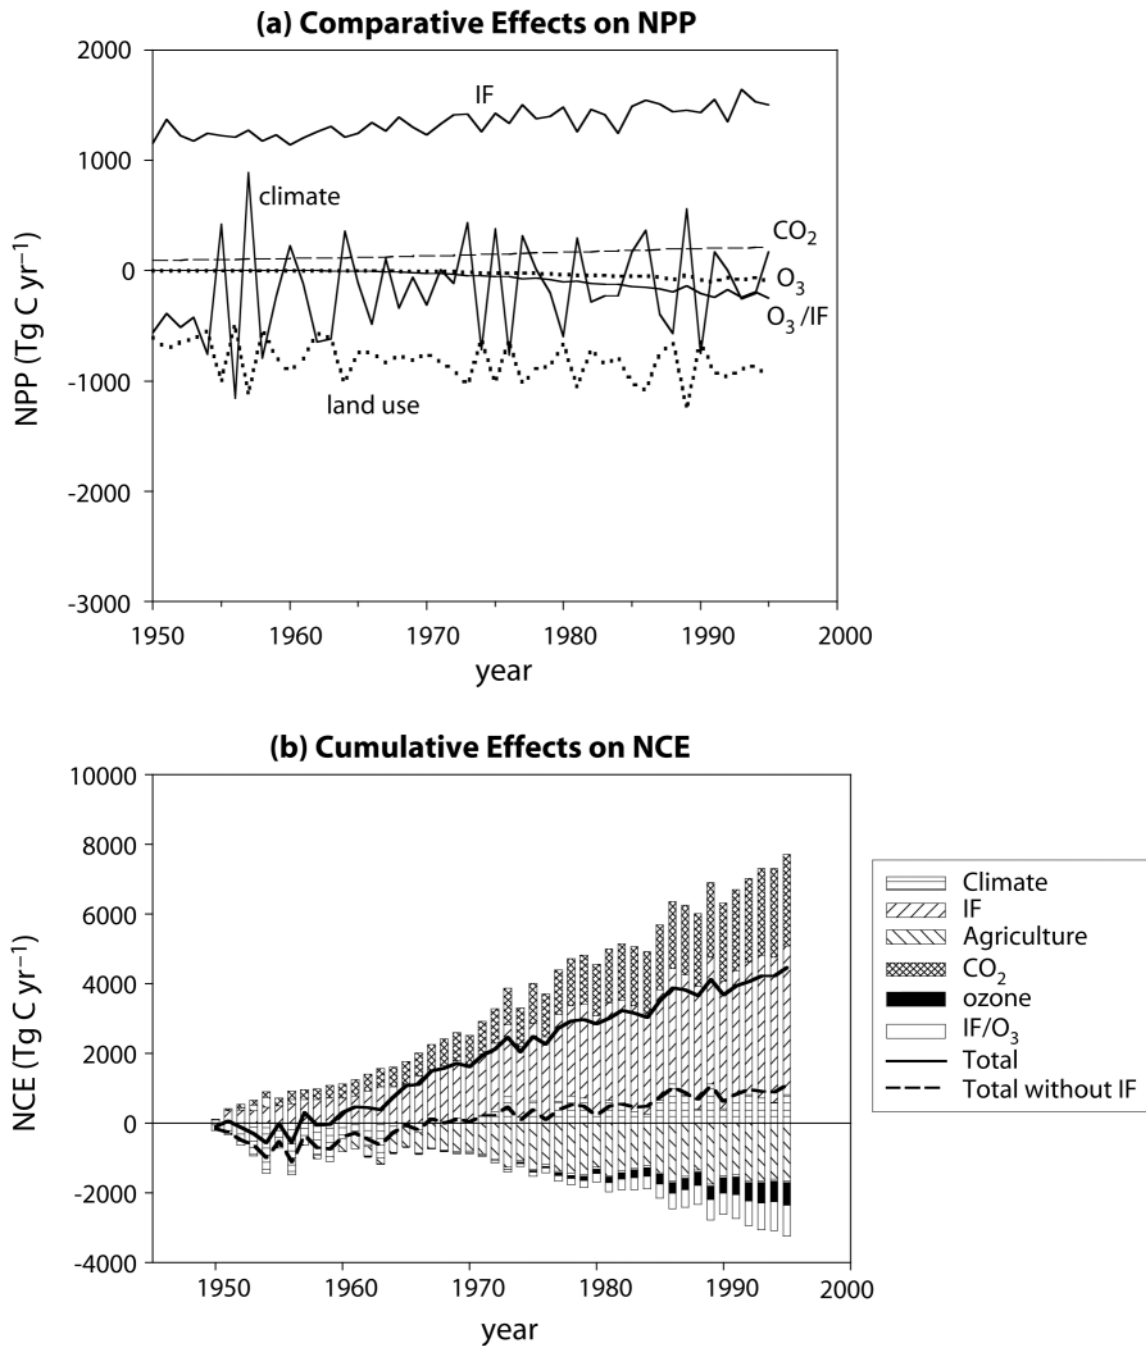 (a) Comparative Effects on NPP
2000
1000
0
-1000
-2000
-3000
NPP (Tg C yr⁻¹)
IF
climate
CO₂
O₃
O₃/IF
land use
1950 1960 1970 1980 1990 2000
year
(b) Cumulative Effects on NCE
10000
8000
6000
4000
2000
0
-2000
-4000
NCE (Tg C yr⁻¹)
Climate
IF
Agriculture
CO₂
ozone
IF/O₃
Total
Total without IF
1950 1960 1970 1980 1990 2000
year